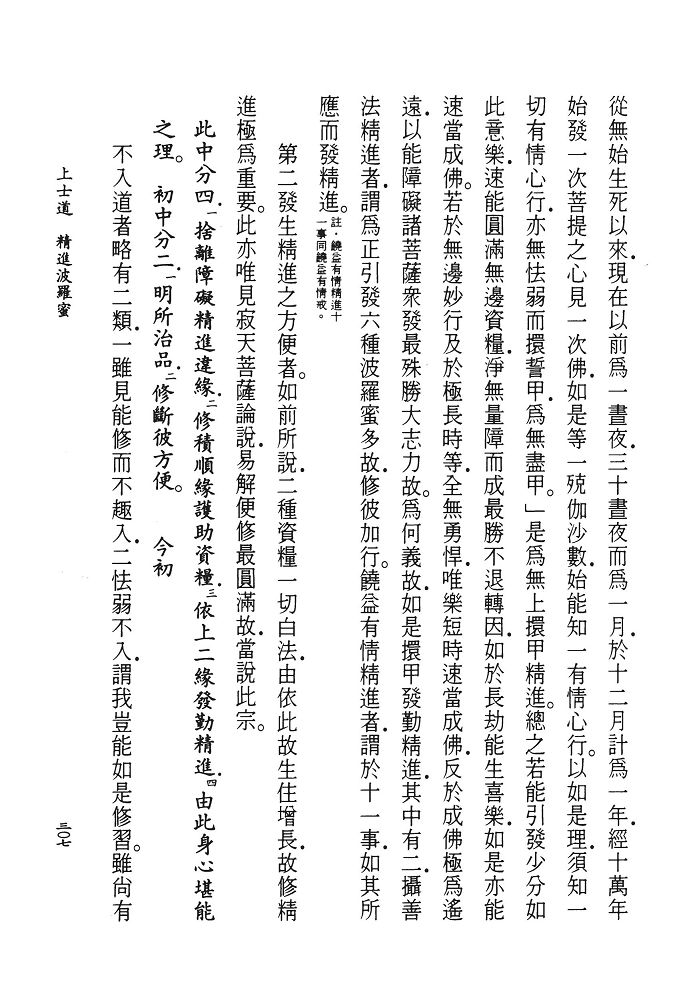 從無始生死以來．現在以前爲一晝夜．三十晝夜而爲一月．於十二月計爲一年．經十萬年
始發一次菩提之心見一次佛．如是等一殑伽沙數．始能知一有情心行。以如是理．須知一
切有情心行．亦無怯弱而擐誓甲．爲無盡甲。」是爲無上擐甲精進。總之若能引發少分如
此意樂．速能圓滿無邊資糧．淨無量障而成最勝不退轉因．如於長劫能生喜樂．如是亦能
速當成佛。若於無邊妙行及於極長時等．全無勇悍．唯樂短時速當成佛．反於成佛極爲遙
遠．以能障礙諸菩薩衆發最殊勝大志力故。爲何義故．如是擐甲發勤精進．其中有二．攝善
法精進者．謂爲正引發六種波羅蜜多故．修彼加行。饒益有情精進者．謂於十一事．如其所
應而發精進。註．饒益有情精進十一事同饒益有情戒。
第二發生精進之方便者。如前所說．二種資糧一切白法．由依此故生住增長．故修精
進極爲重要。此亦唯見寂天菩薩論說．易解便修最圓滿故．當說此宗。
此中分四．一捨離障礙精進違緣．二修積順緣護助資糧．三依上二緣發勤精進．四由此身心堪能
之理。　初中分二．一明所治品．二修斷彼方便。　今初
不入道者略有二類．一雖見能修而不趣入．二怯弱不入．謂我豈能如是修習。雖尙有
上士道　精進波羅蜜
三〇七